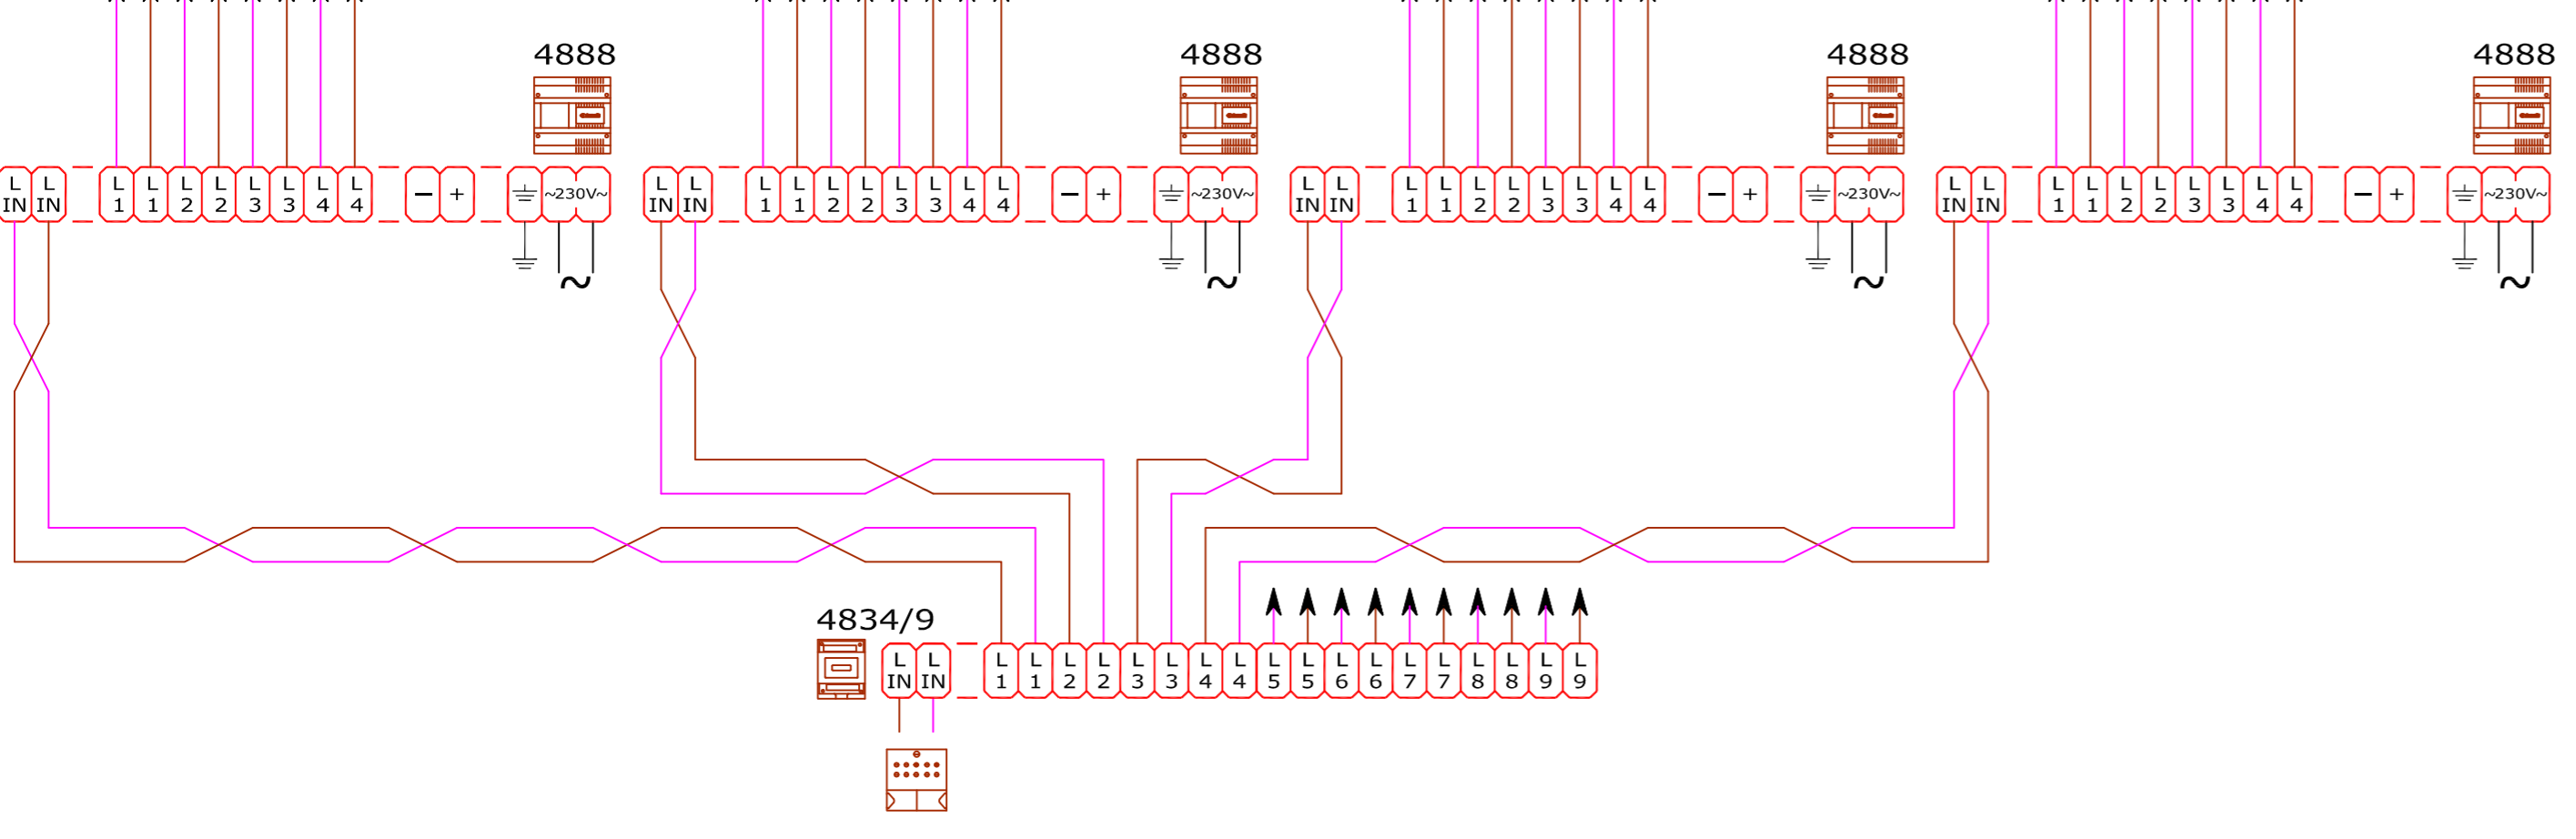 4888 4888 4888 4888
L L L L L L L L L L L L L L L L L L L L L L L L L L L L L L L L L L L L L L L L
IN IN 1 1 2 2 3 3 4 4 − + ~230V~ IN IN 1 1 2 2 3 3 4 4 − + ~230V~ IN IN 1 1 2 2 3 3 4 4 − + ~230V~ IN IN 1 1 2 2 3 3 4 4 − + ~230V~
~ ~ ~ ~
4834/9
L L L L L L L L L L L L L L L L L L L L
IN IN 1 1 2 2 3 3 4 4 5 5 6 6 7 7 8 8 9 9